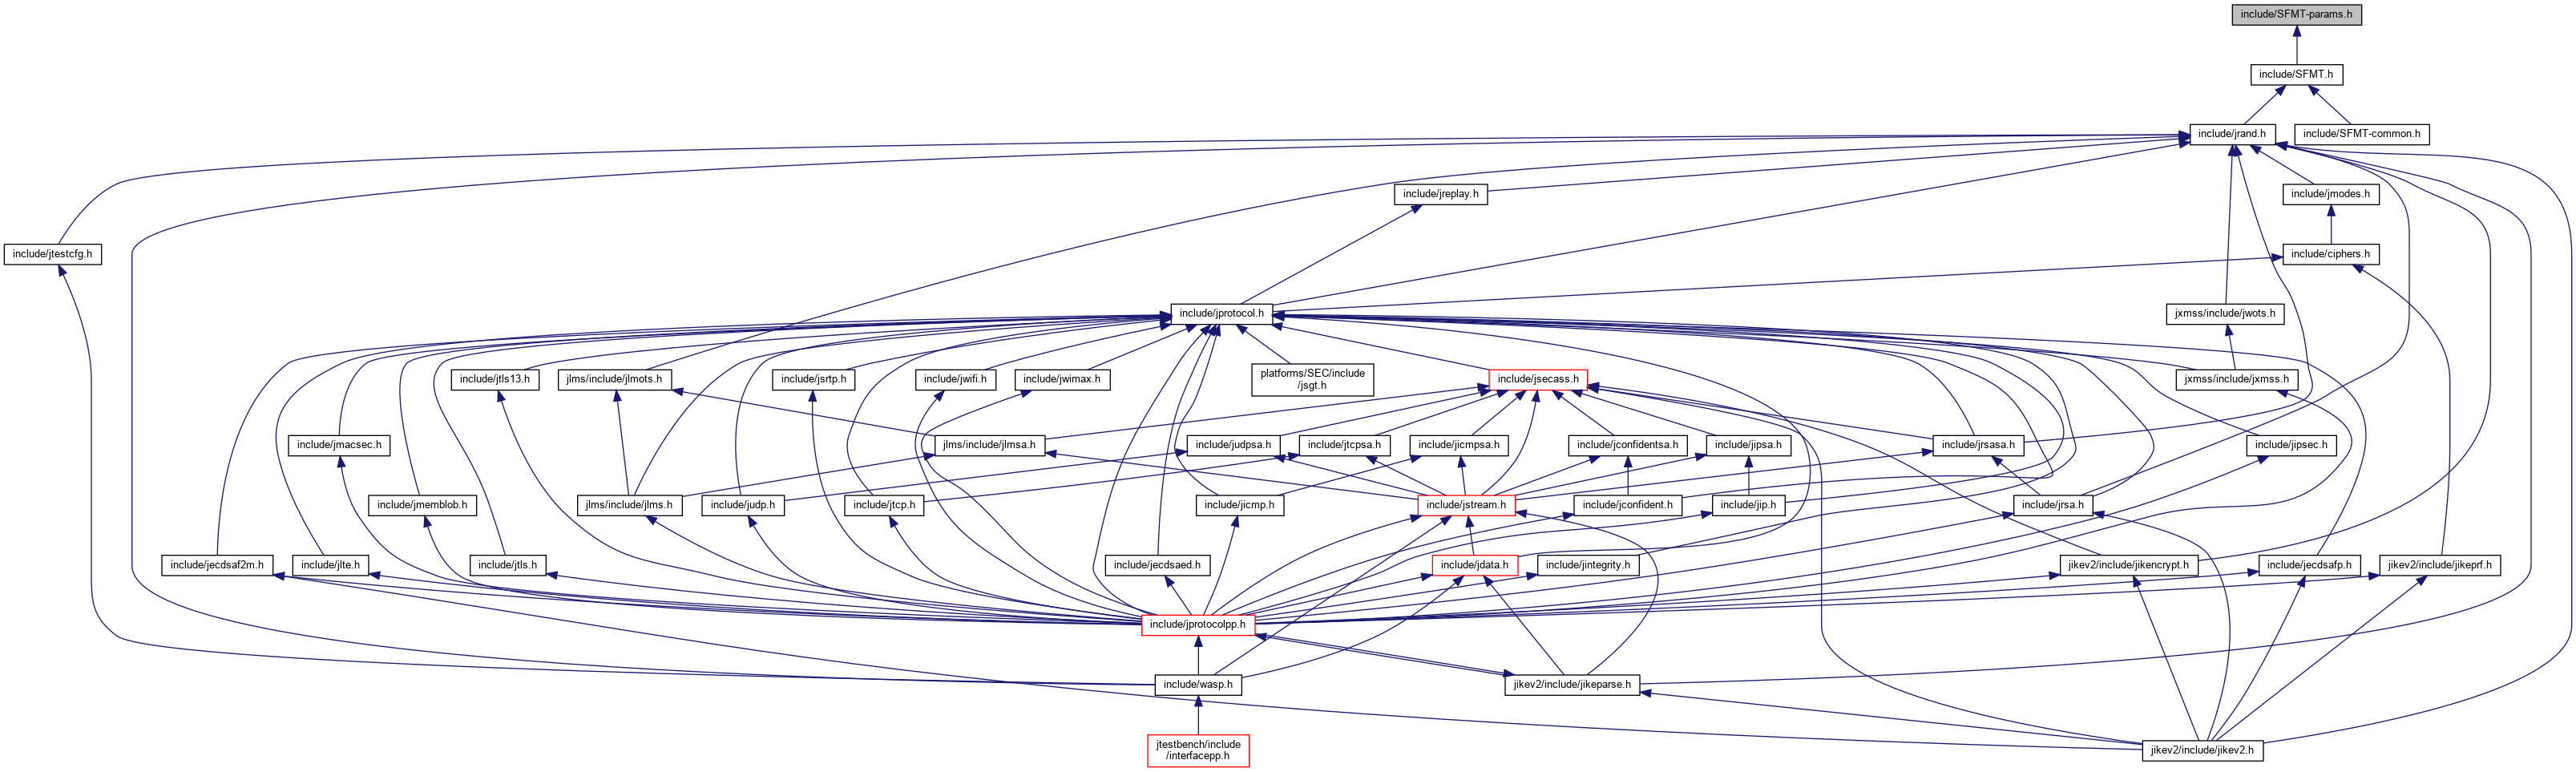 include/SFMT-params.h
include/SFMT.h
include/jrand.h
include/SFMT-common.h
include/jreplay.h
include/jmodes.h
include/jtestcfg.h
include/ciphers.h
include/jprotocol.h
jxmss/include/jwots.h
include/jtls13.h
jlms/include/jlmots.h
include/jsrtp.h
include/jwifi.h
include/jwimax.h
platforms/SEC/include
/jsgt.h
include/jsecass.h
jxmss/include/jxmss.h
include/jmacsec.h
jlms/include/jlmsa.h
include/judpsa.h
include/jtcpsa.h
include/jicmpsa.h
include/jconfidentsa.h
include/jipsa.h
include/jrsasa.h
include/jipsec.h
include/jmemblob.h
jlms/include/jlms.h
include/judp.h
include/jtcp.h
include/jicmp.h
include/jstream.h
include/jconfident.h
include/jip.h
include/jrsa.h
include/jecdsaf2m.h
include/jlte.h
include/jtls.h
include/jecdsaed.h
include/jdata.h
include/jintegrity.h
jikev2/include/jikencrypt.h
include/jecdsafp.h
jikev2/include/jikeprf.h
include/jprotocolpp.h
include/wasp.h
jikev2/include/jikeparse.h
jtestbench/include
/interfacepp.h
jikev2/include/jikev2.h